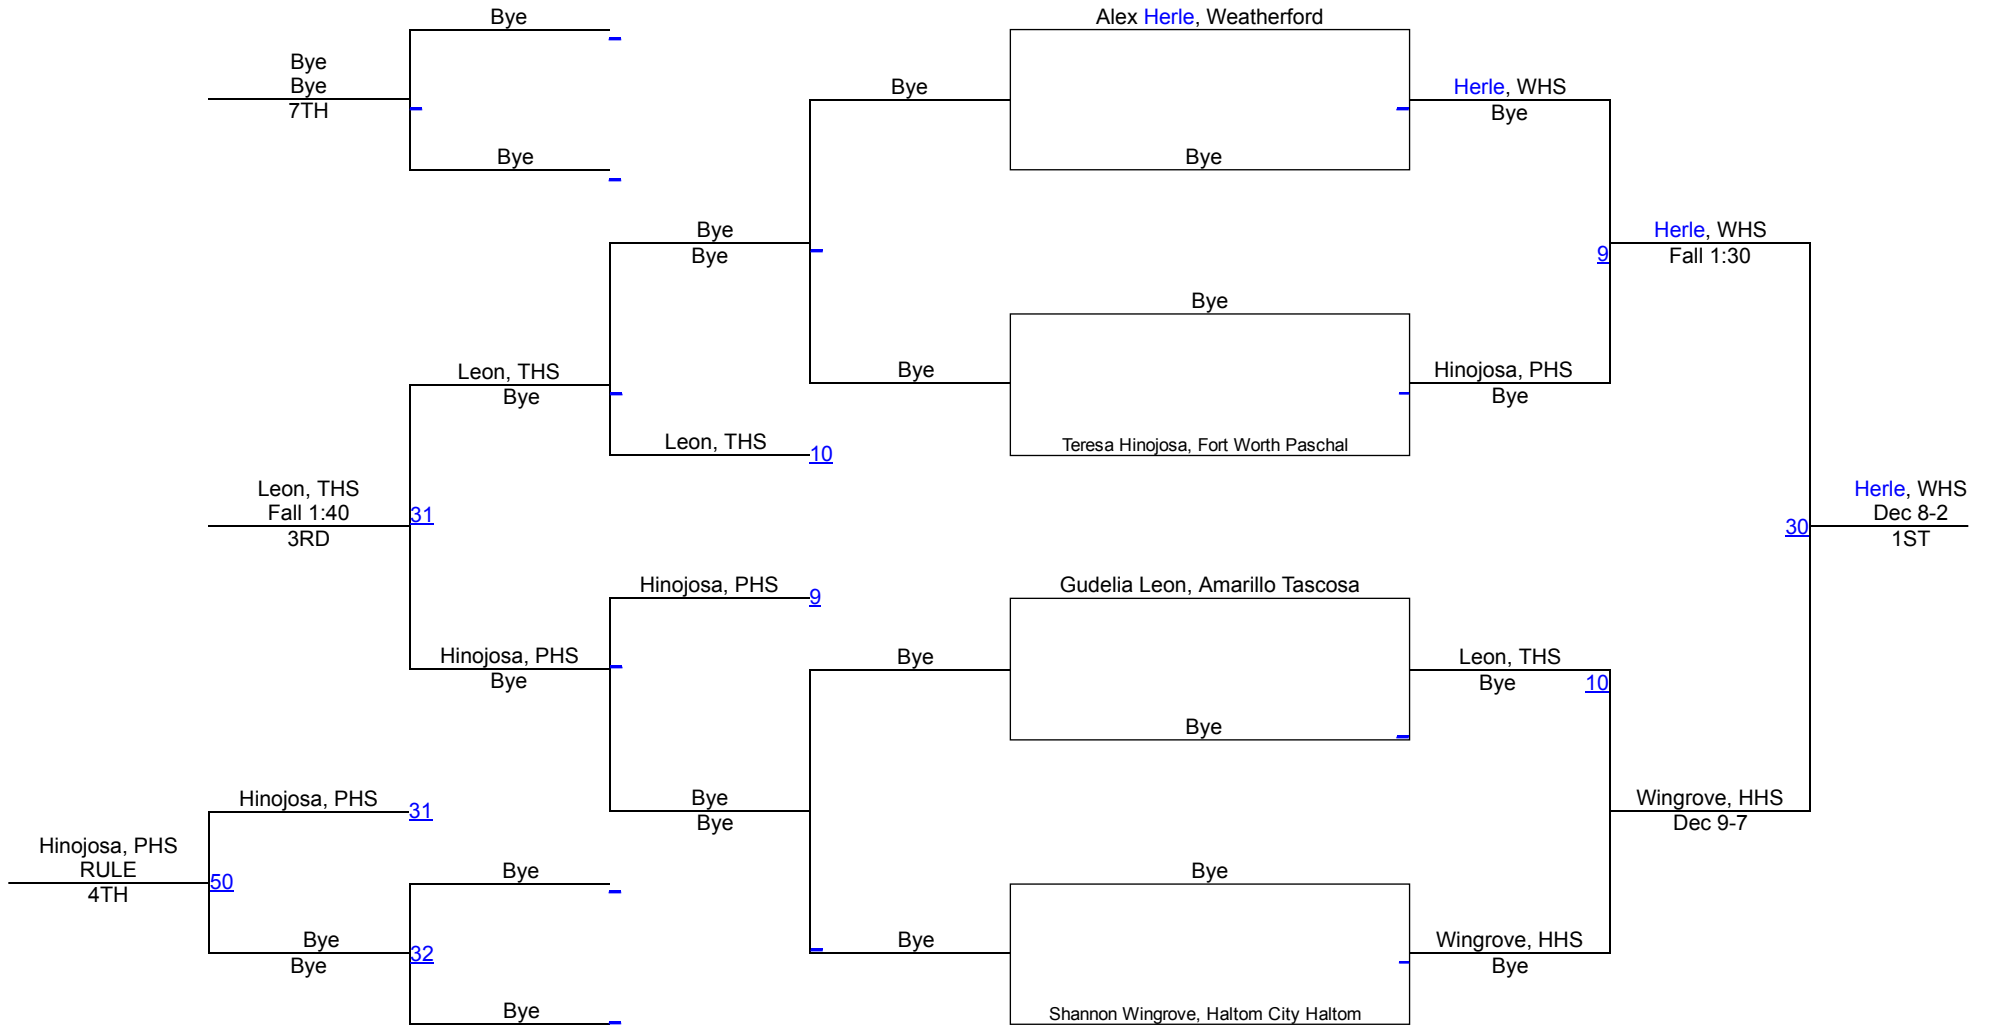 Bye
Alex Herle, Weatherford
Bye
Bye
7TH
Bye
Herle, WHS
Bye
Bye
Bye
Bye
Bye
Herle, WHS
Fall 1:30
9
Bye
Leon, THS
Bye
Bye
Hinojosa, PHS
Bye
Leon, THS
10
Teresa Hinojosa, Fort Worth Paschal
Leon, THS
Fall 1:40
3RD
31
Herle, WHS
Dec 8-2
1ST
30
Hinojosa, PHS
9
Gudelia Leon, Amarillo Tascosa
Hinojosa, PHS
Bye
Bye
Leon, THS
Bye
10
Bye
Hinojosa, PHS
31
Bye
Bye
Wingrove, HHS
Dec 9-7
Hinojosa, PHS
RULE
4TH
50
Bye
Bye
Bye
Bye
32
Bye
Wingrove, HHS
Bye
Bye
Shannon Wingrove, Haltom City Haltom